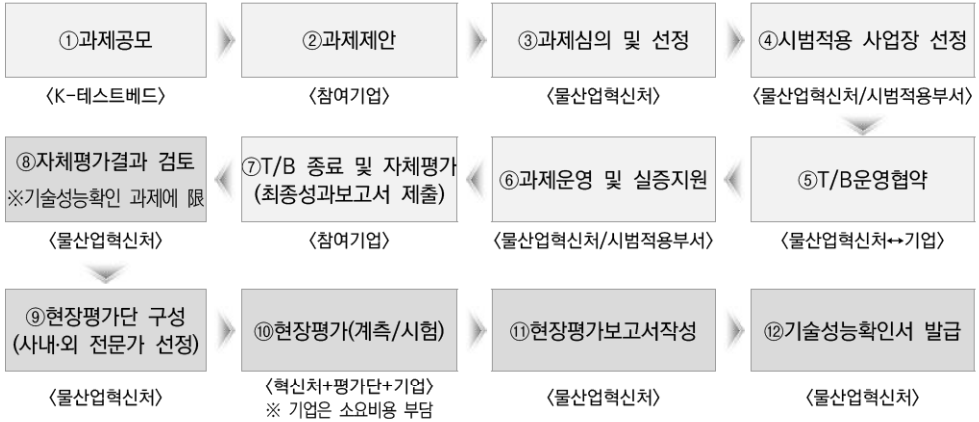 ①과제공모
〈K-테스트베드〉
②과제제안
〈참여기업〉
③과제심의 및 선정
〈물산업혁신처〉
④시범적용 사업장 선정
〈물산업혁신처/시범적용부서〉
⑤T/B운영협약
〈물산업혁신처↔기업〉
⑥과제운영 및 실증지원
〈물산업혁신처/시범적용부서〉
⑦T/B 종료 및 자체평가
(최종성과보고서 제출)
〈참여기업〉
⑧자체평가결과 검토
※기술성능확인 과제에 限
〈물산업혁신처〉
⑨현장평가단 구성
(사내·외 전문가 선정)
〈물산업혁신처〉
⑩현장평가(계측/시험)
〈혁신처+평가단+기업〉
※ 기업은 소요비용 부담
⑪현장평가보고서작성
〈물산업혁신처〉
⑫기술성능확인서 발급
〈물산업혁신처〉